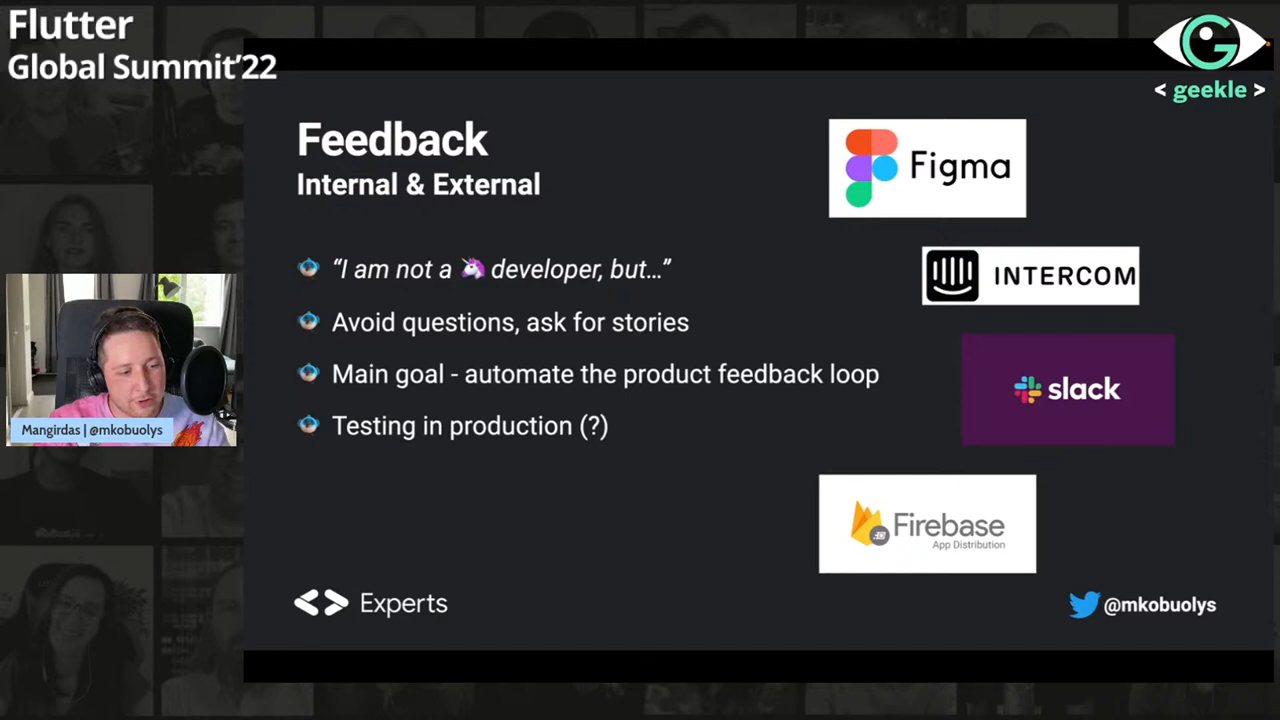 Flutter
Global Summit'22
< geekle >
Feedback
Internal & External
Figma
"I am not a 🦄 developer, but..."
INTERCOM
Avoid questions, ask for stories
Main goal - automate the product feedback loop
slack
Mangirdas | @mkobuolys
Testing in production (?)
Firebase
App Distribution
<> Experts
@mkobuolys